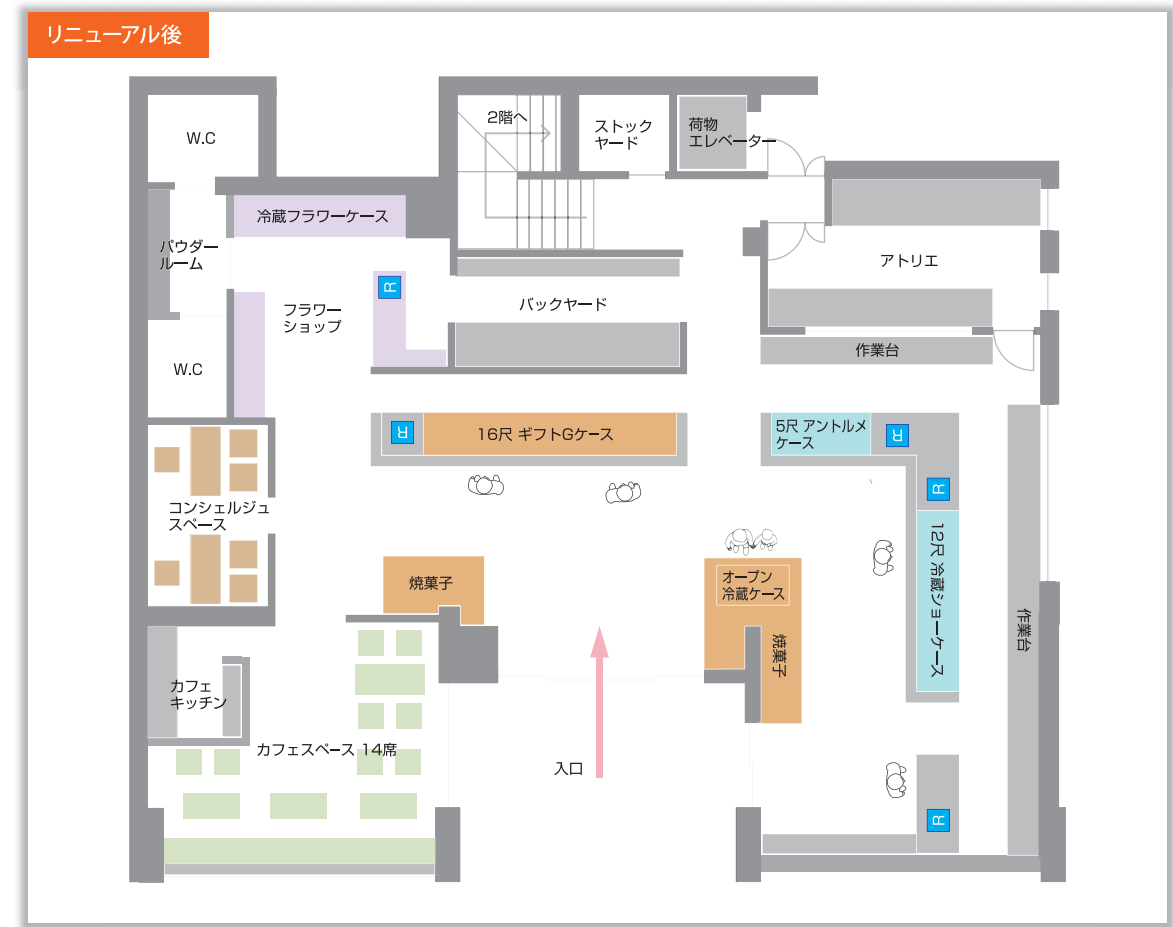 リニューアル後
W.C
2階へ
ストック
ヤード
荷物
エレベーター
冷蔵フラワーケース
パウダー
ルーム
アトリエ
R
フラワー
ショップ
バックヤード
作業台
W.C
R
16尺 ギフトGケース
5尺 アントルメ
ケース
R
R
コンシェルジュ
スペース
12尺 冷蔵ショーケース
焼菓子
オープン
冷蔵ケース
焼菓子
作業台
カフェ
キッチン
カフェスペース 14席
入口
R